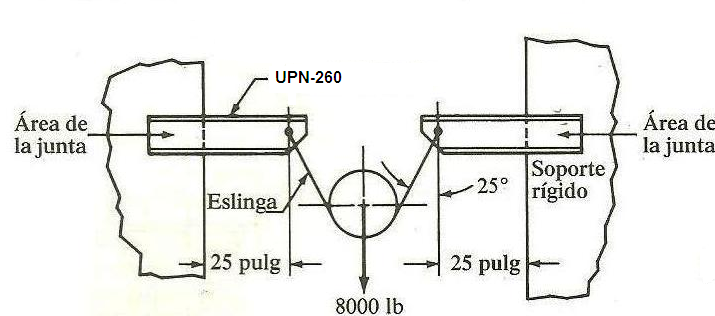 UPN-260
Área de
la junta
Área de
la junta
Eslinga
25°
Soporte
rígido
25 pulg
25 pulg
8000 lb